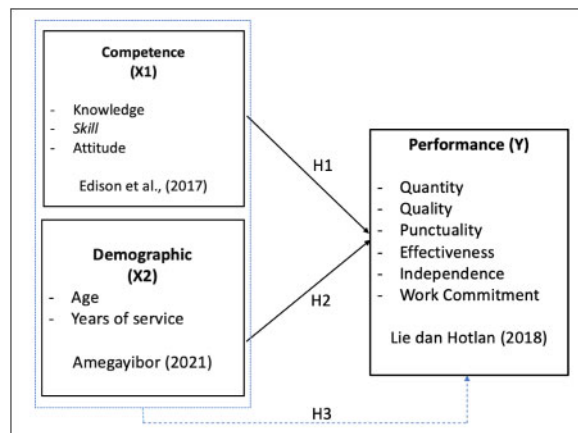 Competence
(X1)
- Knowledge
- Skill
- Attitude
Edison et al., (2017)
Demographic
(X2)
- Age
- Years of service
Amegayibor (2021)
H1
H2
H3
Performance (Y)
- Quantity
- Quality
- Punctuality
- Effectiveness
- Independence
- Work Commitment
Lie dan Hotlan (2018)